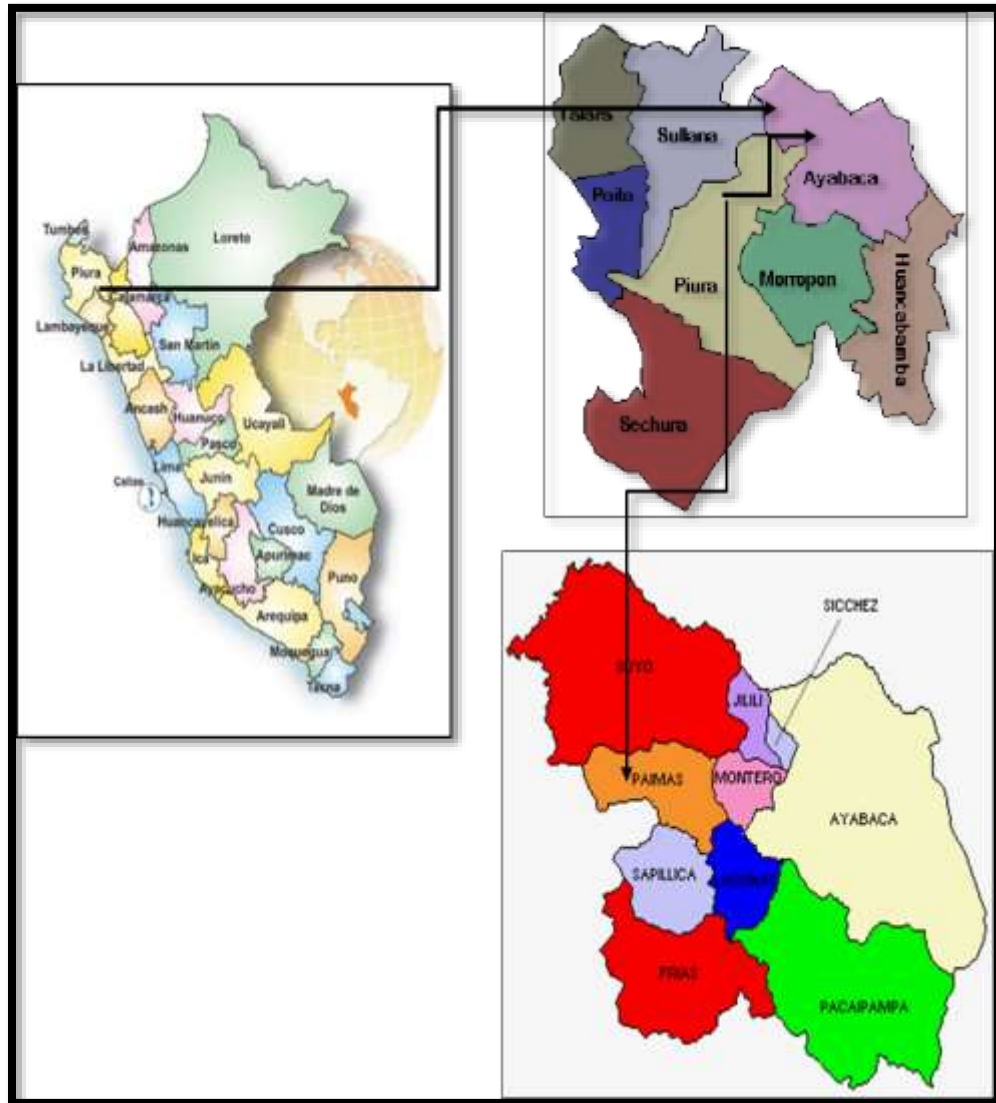 Tumbes
Piura
Amazonas
Loreto
Cajamarca
Lambayeque
San Martín
La Libertad
Ancash
Huanuco
Ucayali
Pasco
Lima
Callao
Junin
Madre de
Dios
Huancavelica
Cusco
Ica
Apurimac
Ayacucho
Puno
Arequipa
Moquegua
Tacna
Talara
Sullana
Ayabaca
Paita
Piura
Morropon
Huancabamba
Sechura
SICCHEZ
SUYO
JILILI
PAIMAS
MONTERO
AYABACA
SAPILLICA
LAGUNAS
FRIAS
PACAIPAMPA